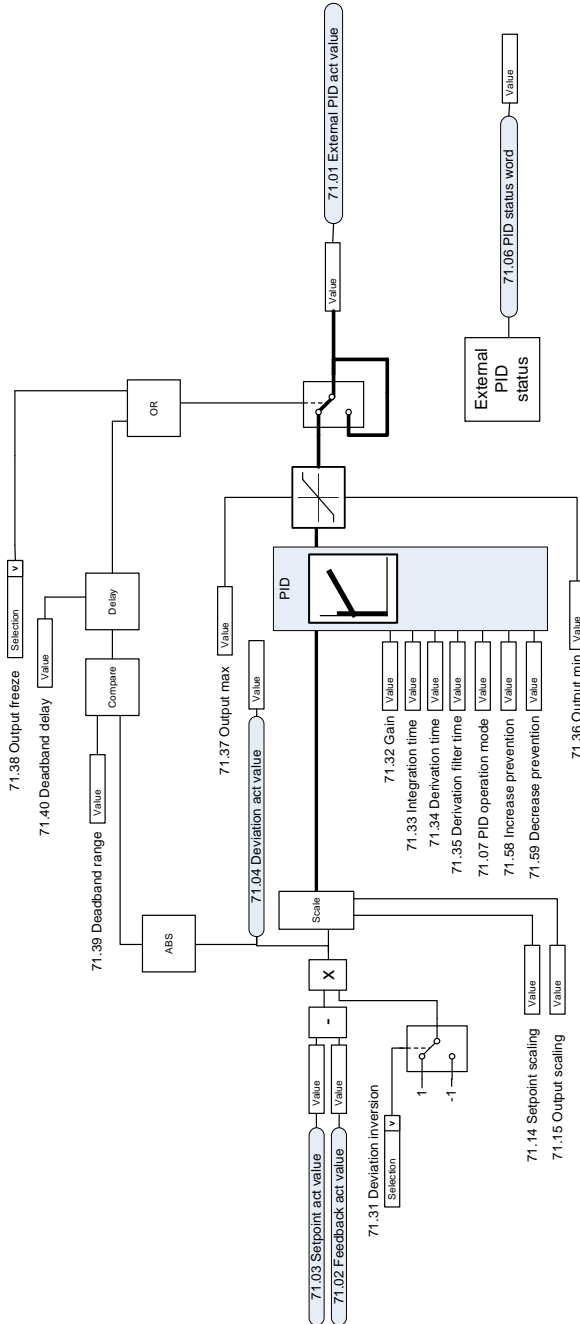 71.38 Output freeze
Selection v
71.40 Deadband delay
Value
71.39 Deadband range
Value
Compare
Delay
OR
ABS
71.04 Deviation act value
Value
71.37 Output max
Value
71.03 Setpoint act value
Value
71.02 Feedback act value
Value
-
X
Scale
PID
Value
71.01 External PID act value
71.31 Deviation inversion
Selection v
1
-1
71.14 Setpoint scaling
Value
71.15 Output scaling
Value
71.32 Gain
Value
71.33 Integration time
Value
71.34 Derivation time
Value
71.35 Derivation filter time
Value
71.07 PID operation mode
Value
71.58 Increase prevention
Value
71.59 Decrease prevention
Value
71.36 Output min
Value
External
PID
status
71.06 PID status word
Value